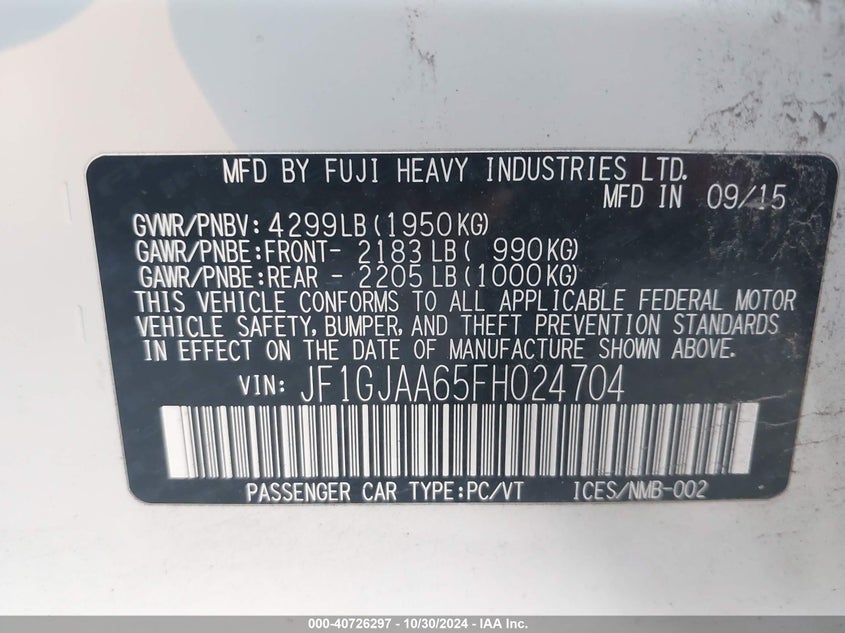 MFD BY FUJI HEAVY INDUSTRIES LTD.
MFD IN 09/15
GVWR/PNBV: 4299LB(1950KG)
GAWR/PNBE:FRONT- 2183LB( 990KG)
GAWR/PNBE:REAR - 2205LB(1000KG)
THIS VEHICLE CONFORMS TO ALL APPLICABLE FEDERAL MOTOR
VEHICLE SAFETY, BUMPER, AND THEFT PREVENTION STANDARDS
IN EFFECT ON THE DATE OF MANUFACTURE SHOWN ABOVE.
VIN: JF1GJAA65FH024704
PASSENGER CAR TYPE:PC/VT ICES/NMB-002
000-40726297 - 10/30/2024 - IAAI.com